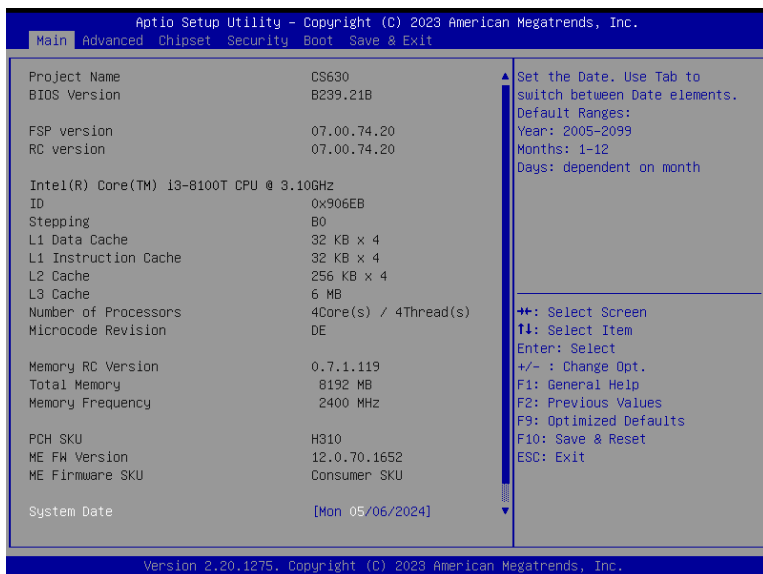 Aptio Setup Utility – Copyright (C) 2023 American Megatrends, Inc.
Main Advanced Chipset Security Boot Save & Exit
Project Name CS630
BIOS Version B239.21B
FSP version 07.00.74.20
RC version 07.00.74.20
Intel(R) Core(TM) i3-8100T CPU @ 3.10GHz
ID 0x906EB
Stepping B0
L1 Data Cache 32 KB x 4
L1 Instruction Cache 32 KB x 4
L2 Cache 256 KB x 4
L3 Cache 6 MB
Number of Processors 4Core(s) / 4Thread(s)
Microcode Revision DE
Memory RC Version 0.7.1.119
Total Memory 8192 MB
Memory Frequency 2400 MHz
PCH SKU H310
ME FW Version 12.0.70.1652
ME Firmware SKU Consumer SKU
System Date [Mon 05/06/2024]
Set the Date. Use Tab to
switch between Date elements.
Default Ranges:
Year: 2005-2099
Months: 1-12
Days: dependent on month
→←: Select Screen
↑↓: Select Item
Enter: Select
+/- : Change Opt.
F1: General Help
F2: Previous Values
F9: Optimized Defaults
F10: Save & Reset
ESC: Exit
Version 2.20.1275. Copyright (C) 2023 American Megatrends, Inc.